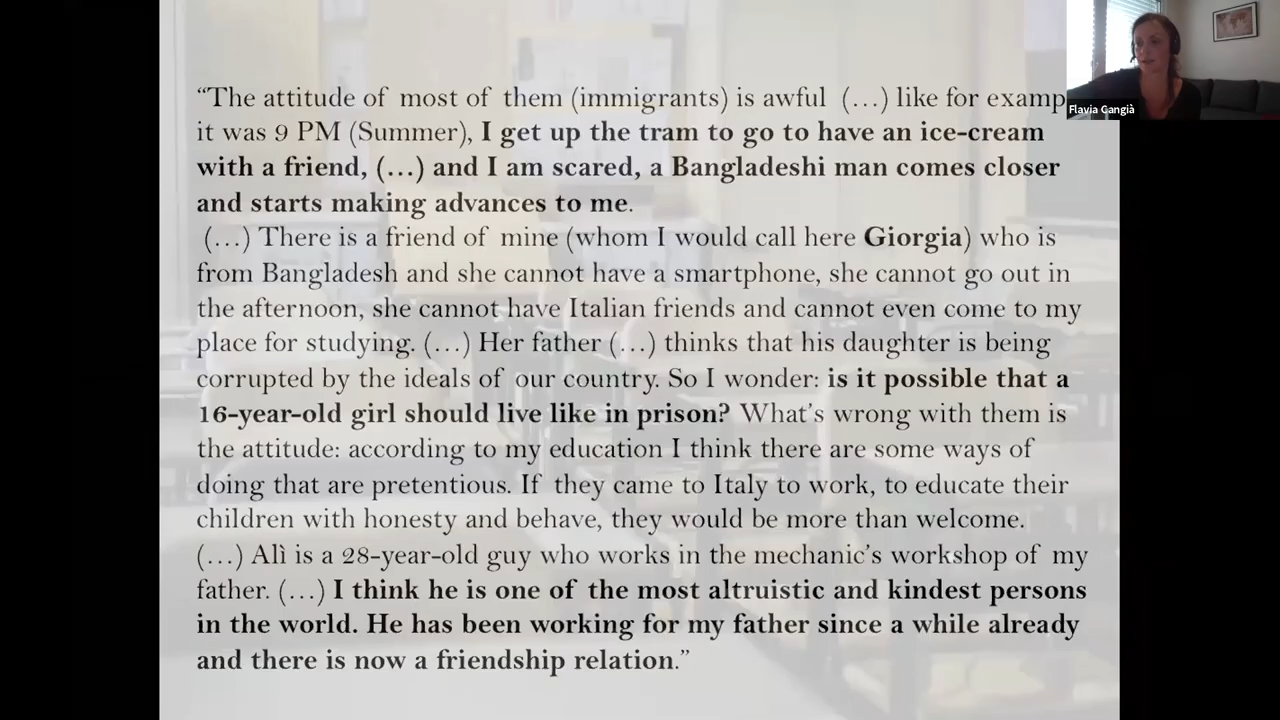 “The attitude of most of them (immigrants) is awful (…) like for examp
it was 9 PM (Summer), I get up the tram to go to have an ice-cream
with a friend, (…) and I am scared, a Bangladeshi man comes closer
and starts making advances to me.
(…) There is a friend of mine (whom I would call here Giorgia) who is
from Bangladesh and she cannot have a smartphone, she cannot go out in
the afternoon, she cannot have Italian friends and cannot even come to my
place for studying. (…) Her father (…) thinks that his daughter is being
corrupted by the ideals of our country. So I wonder: is it possible that a
16-year-old girl should live like in prison? What’s wrong with them is
the attitude: according to my education I think there are some ways of
doing that are pretentious. If they came to Italy to work, to educate their
children with honesty and behave, they would be more than welcome.
(…) Alì is a 28-year-old guy who works in the mechanic’s workshop of my
father. (…) I think he is one of the most altruistic and kindest persons
in the world. He has been working for my father since a while already
and there is now a friendship relation.”
Flavia Cangià